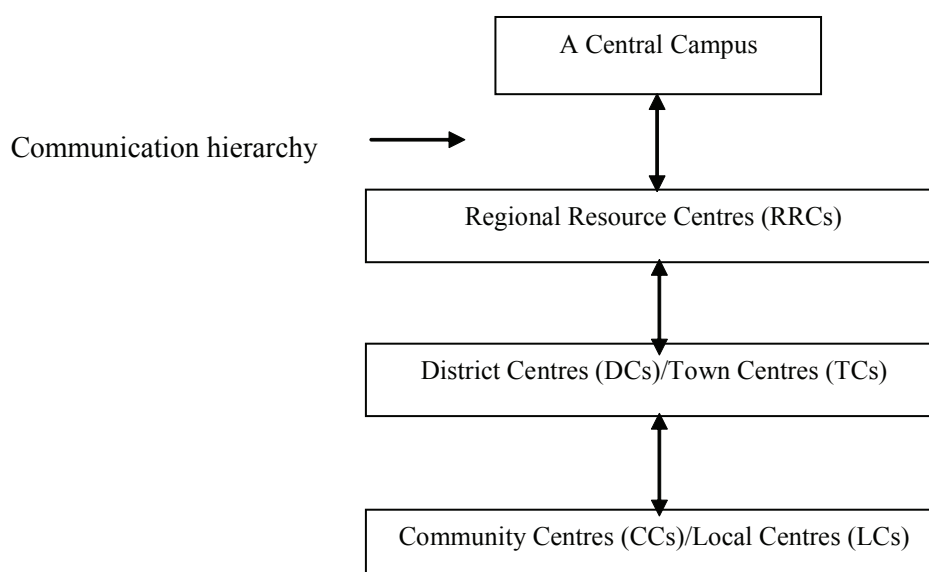 A Central Campus
Communication hierarchy
Regional Resource Centres (RRCs)
District Centres (DCs)/Town Centres (TCs)
Community Centres (CCs)/Local Centres (LCs)